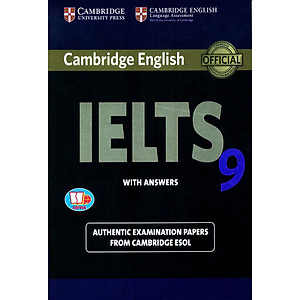 CAMBRIDGE UNIVERSITY PRESS
CAMBRIDGE ENGLISH
Language Assessment
Part of the University of Cambridge
Cambridge English
OFFICIAL
IELTS 9
WITH ANSWERS
AUTHENTIC EXAMINATION PAPERS
FROM CAMBRIDGE ESOL